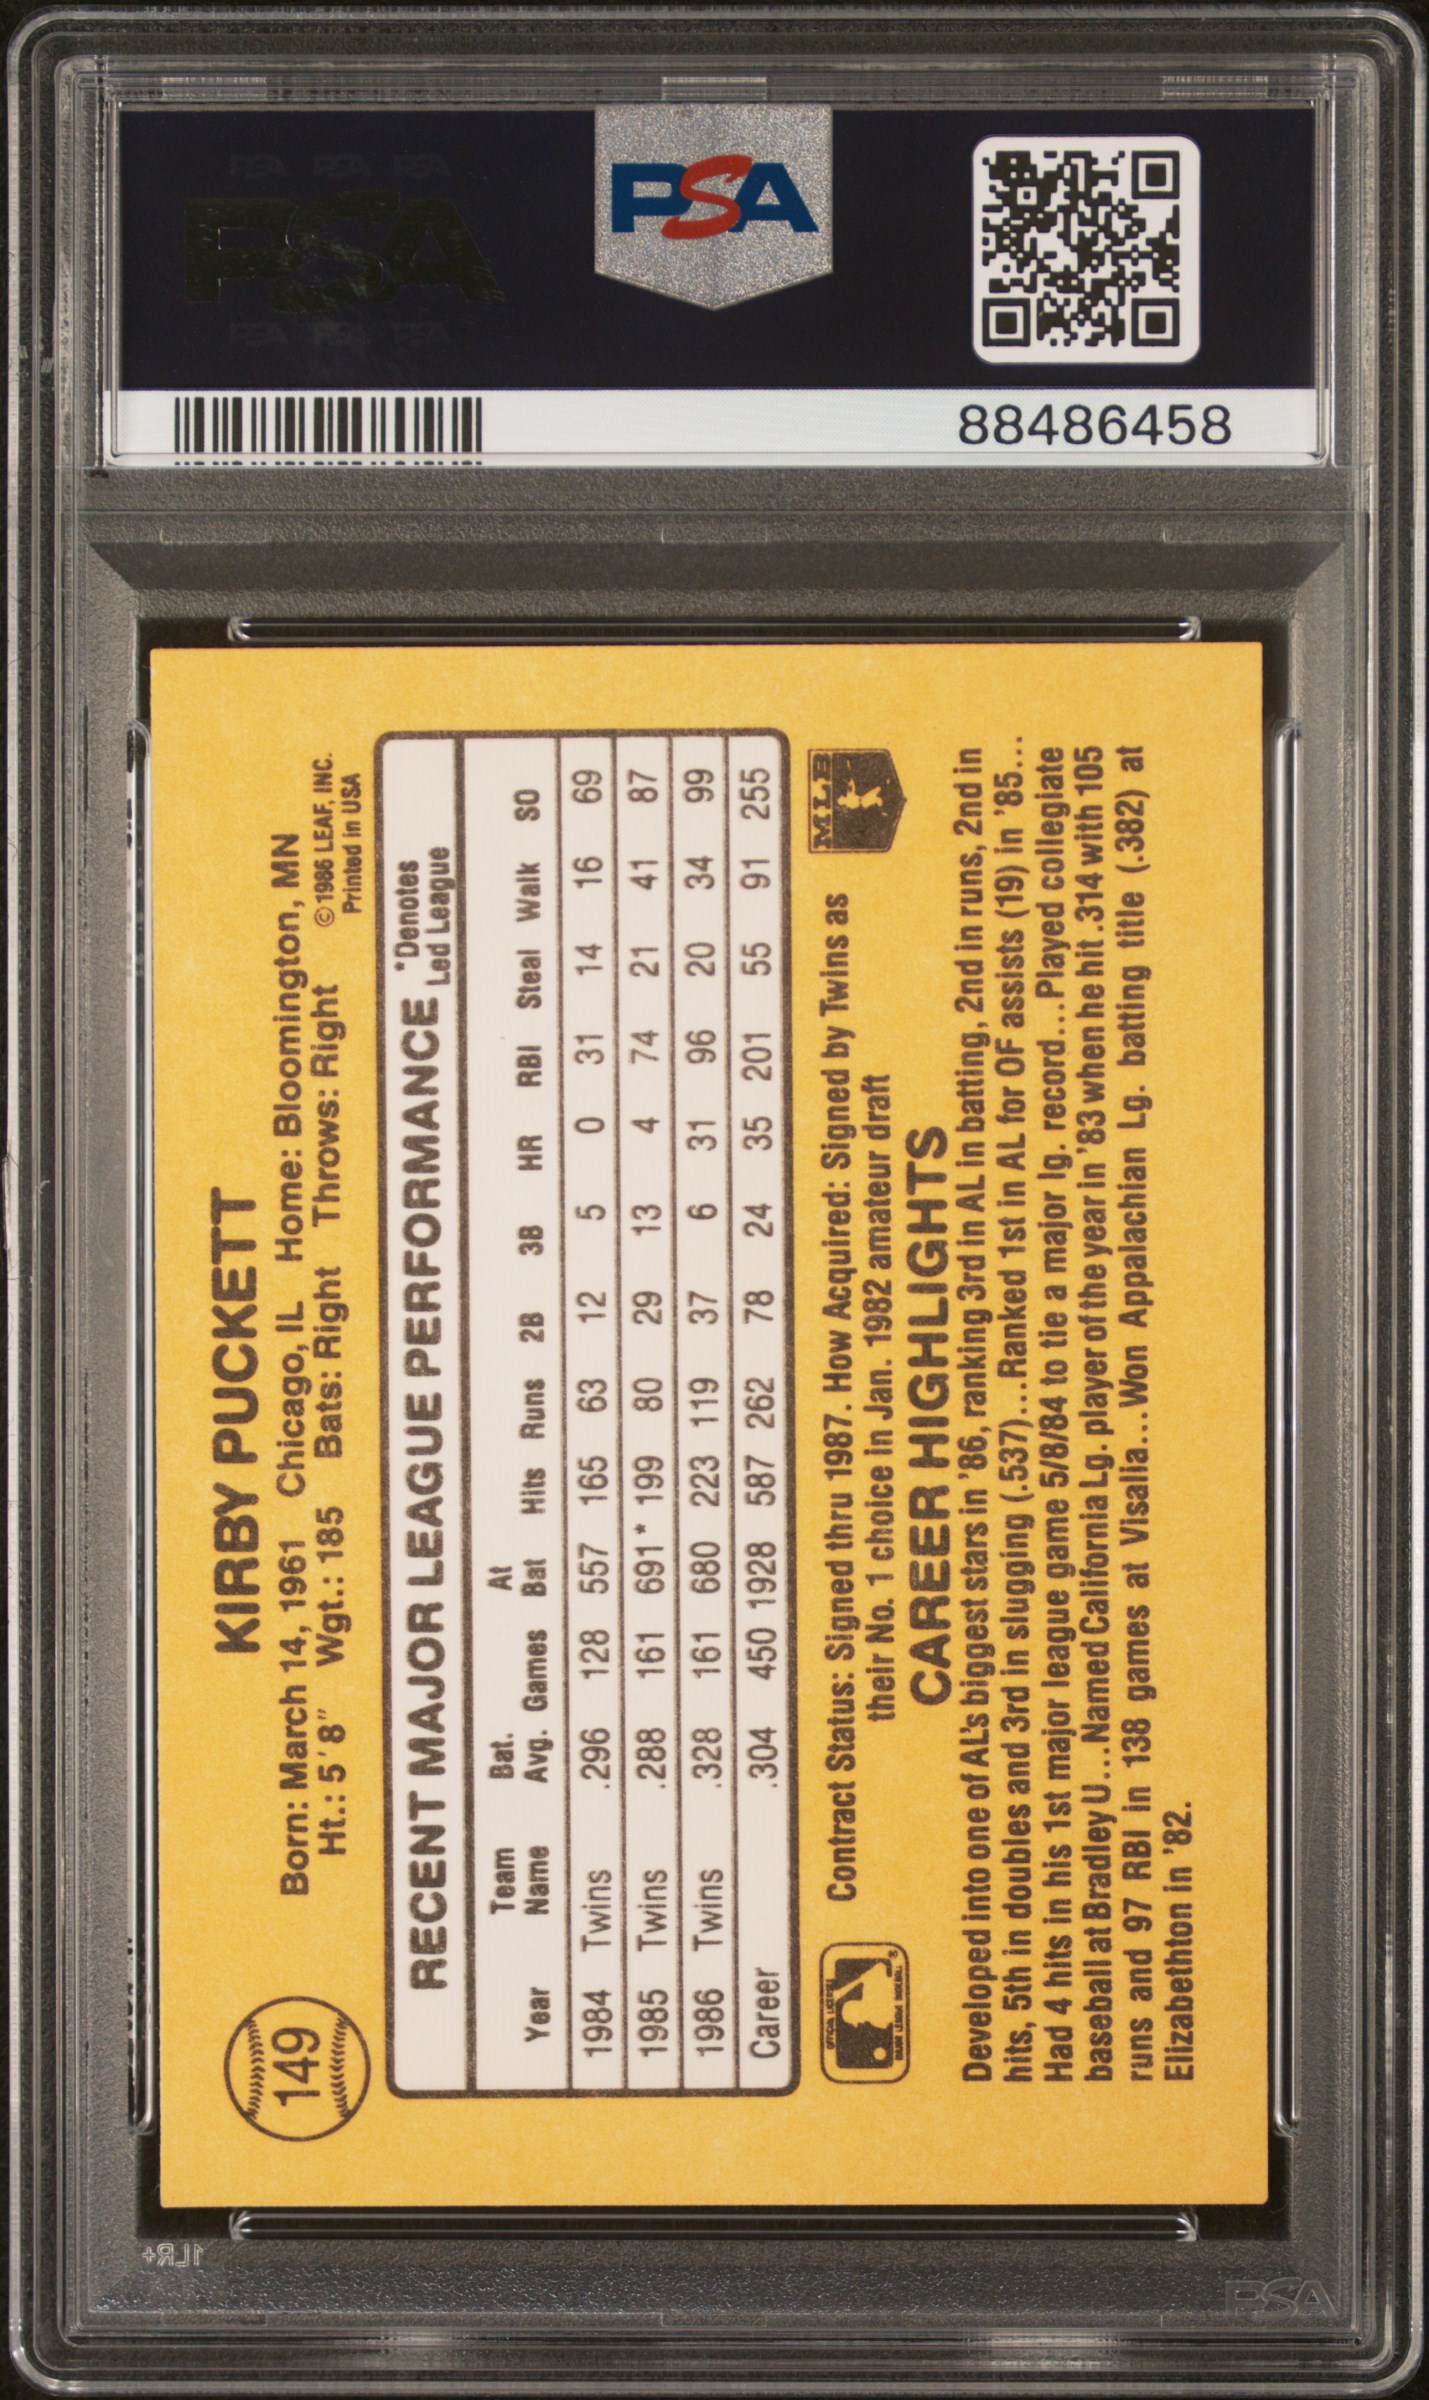 PSA
PSA
88486458
149
KIRBY PUCKETT
Born: March 14, 1961 Chicago, IL Home: Bloomington, MN
Ht.: 5'8" Wgt.: 185 Bats: Right Throws: Right
© 1986 LEAF, INC.
Printed in USA
RECENT MAJOR LEAGUE PERFORMANCE *Denotes Led League
Year Team Name Bat. Avg. Games At Bat Hits Runs 2B 3B HR RBI Steal Walk SO
1984 Twins .296 128 557 165 63 12 5 0 31 14 16 69
1985 Twins .288 161 691* 199 80 29 13 4 74 21 41 87
1986 Twins .328 161 680 223 119 37 6 31 96 20 34 99
Career .304 450 1928 587 262 78 24 35 201 55 91 255
Contract Status: Signed thru 1987. How Acquired: Signed by Twins as
their No. 1 choice in Jan. 1982 amateur draft
MLB
CAREER HIGHLIGHTS
Developed into one of AL's biggest stars in '86, ranking 3rd in AL in batting, 2nd in runs, 2nd in
hits, 5th in doubles and 3rd in slugging (.537)...Ranked 1st in AL for OF assists (19) in '85...
Had 4 hits in his 1st major league game 5/8/84 to tie a major lg. record...Played collegiate
baseball at Bradley U...Named California Lg. player of the year in '83 when he hit .314 with 105
runs and 97 RBI in 138 games at Visalia...Won Appalachian Lg. batting title (.382) at
Elizabethton in '82.
1LR+
PSA